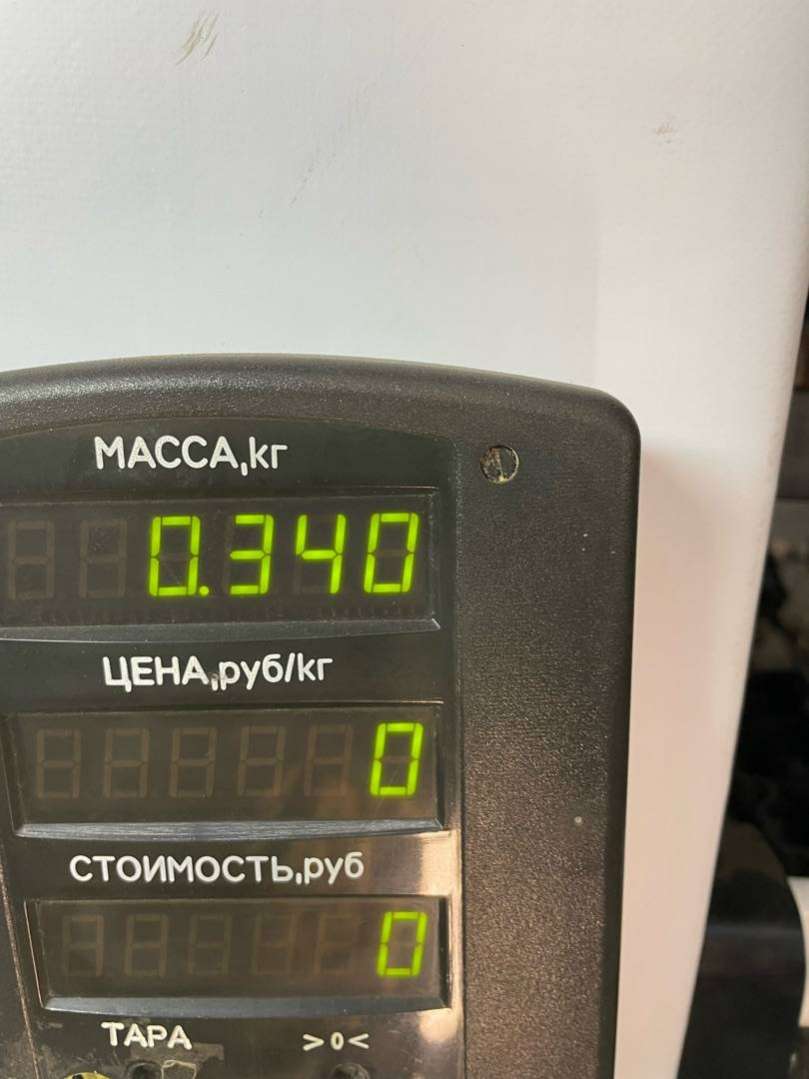 МАССА,кг
0.340
ЦЕНА,руб/кг
0
СТОИМОСТЬ,руб
0
ТАРА >0<